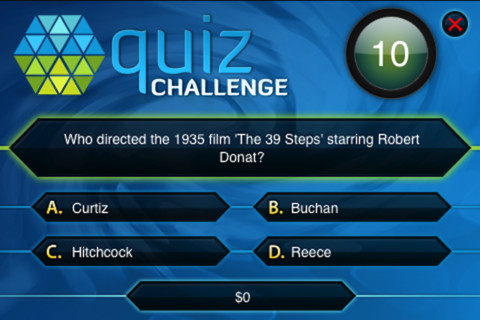 quiz
CHALLENGE
10
Who directed the 1935 film 'The 39 Steps' starring Robert
Donat?
A. Curtiz
B. Buchan
C. Hitchcock
D. Reece
$0